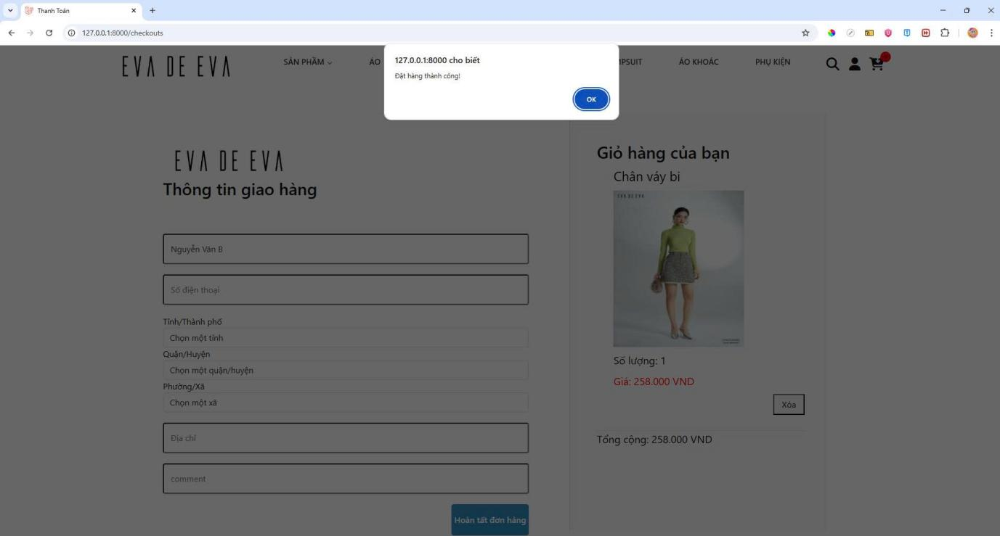 Thanh Toán
127.0.0.1:8000/checkouts
127.0.0.1:8000 cho biết
Đặt hàng thành công!
OK
EVA DE EVA
SẢN PHẨM
ÁO
ÁO KHOÁC
PHỤ KIỆN
EVA DE EVA
Thông tin giao hàng
Nguyễn Văn B
Số điện thoại
Tỉnh/Thành phố
Chọn một tỉnh
Quận/Huyện
Chọn một quận/huyện
Phường/Xã
Chọn một xã
Địa chỉ
comment
Hoàn tất đơn hàng
Giỏ hàng của bạn
Chân váy bi
EVA DE EVA
Số lượng: 1
Giá: 258.000 VND
Xóa
Tổng cộng: 258.000 VND